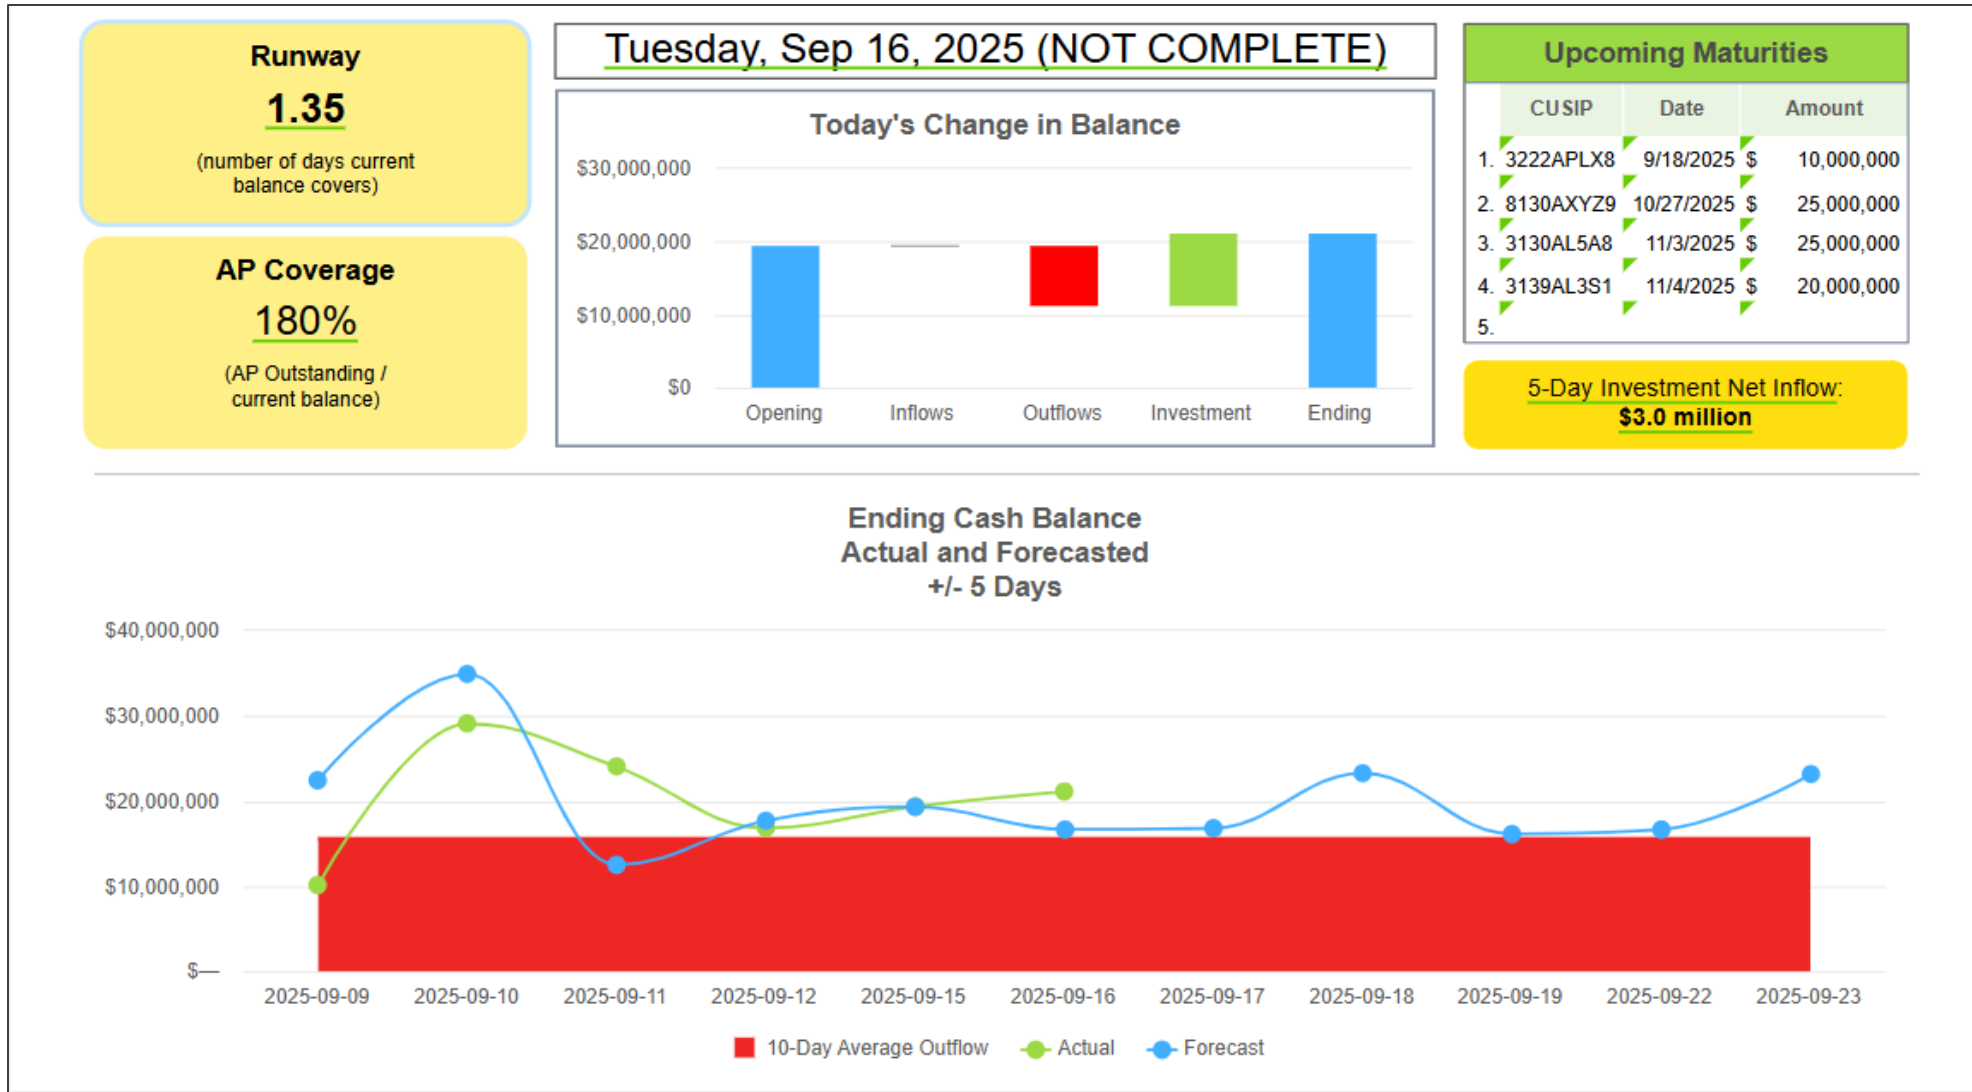 Runway
1.35
(number of days current
balance covers)
AP Coverage
180%
(AP Outstanding /
current balance)
Tuesday, Sep 16, 2025 (NOT COMPLETE)
Today's Change in Balance
$30,000,000
$20,000,000
$10,000,000
$0
Opening Inflows Outflows Investment Ending
Upcoming Maturities
CUSIP Date Amount
1. 3222APLX8 9/18/2025 $ 10,000,000
2. 8130AXYZ9 10/27/2025 $ 25,000,000
3. 3130AL5A8 11/3/2025 $ 25,000,000
4. 3139AL3S1 11/4/2025 $ 20,000,000
5.
5-Day Investment Net Inflow:
$3.0 million
Ending Cash Balance
Actual and Forecasted
+/- 5 Days
$40,000,000
$30,000,000
$20,000,000
$10,000,000
$—
2025-09-09 2025-09-10 2025-09-11 2025-09-12 2025-09-15 2025-09-16 2025-09-17 2025-09-18 2025-09-19 2025-09-22 2025-09-23
10-Day Average Outflow Actual Forecast